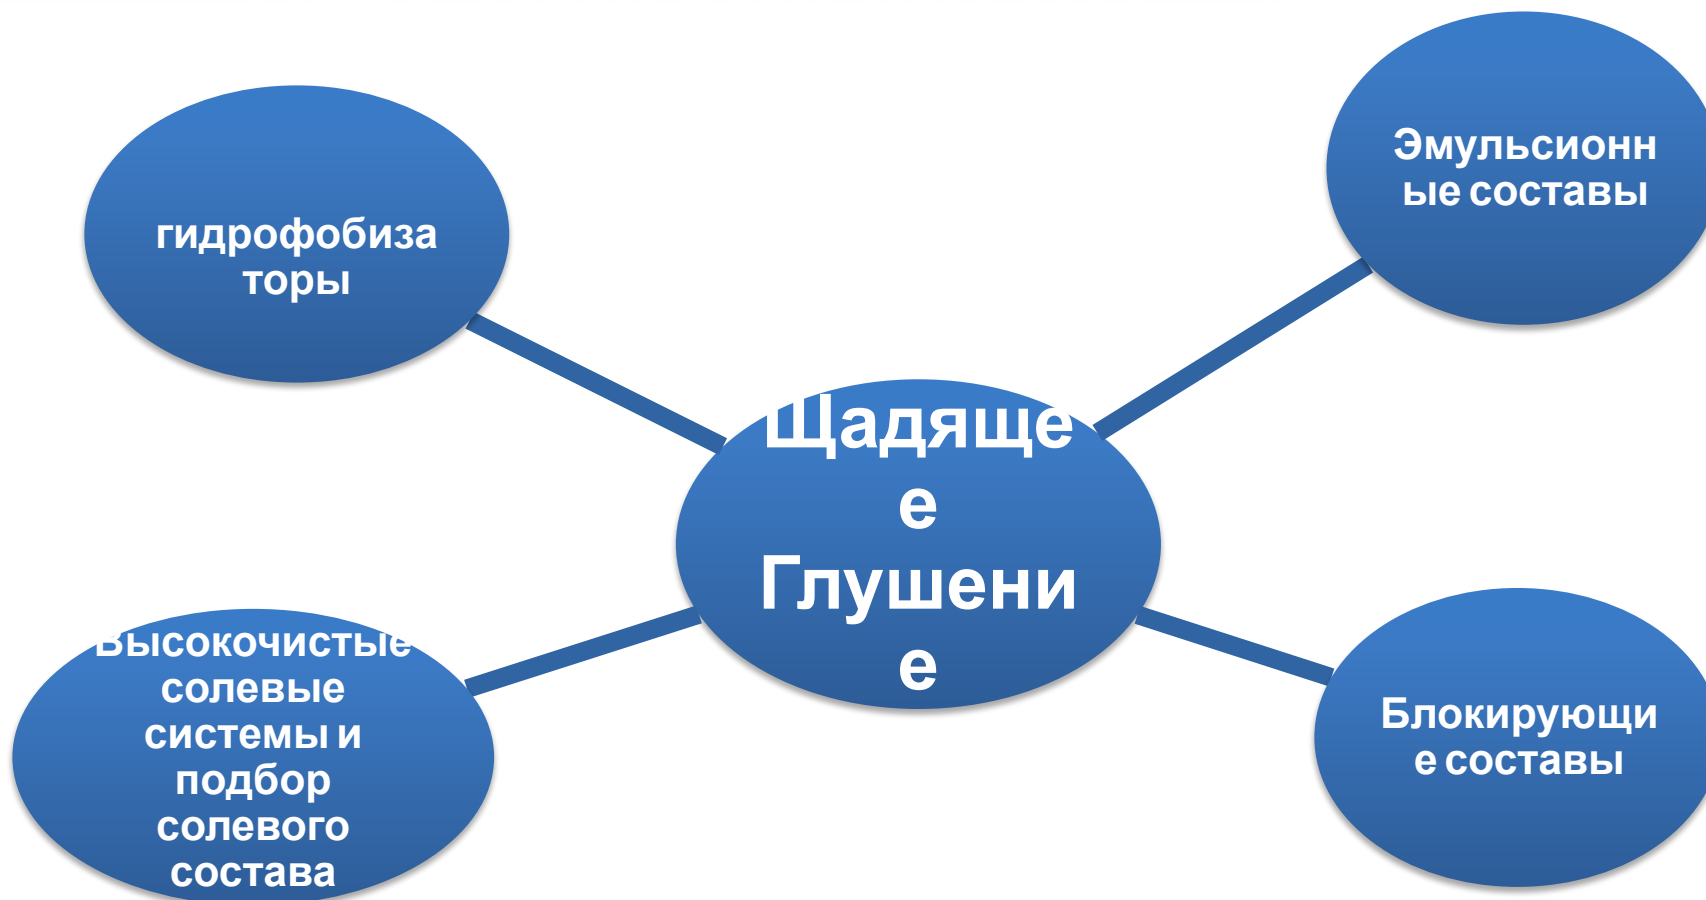 гидрофобиза
торы
Эмульсионн
ые составы
Щадяще
е
Глушени
е
Высокочистые
солевые
системы и
подбор
солевого
состава
Блокирующи
е составы